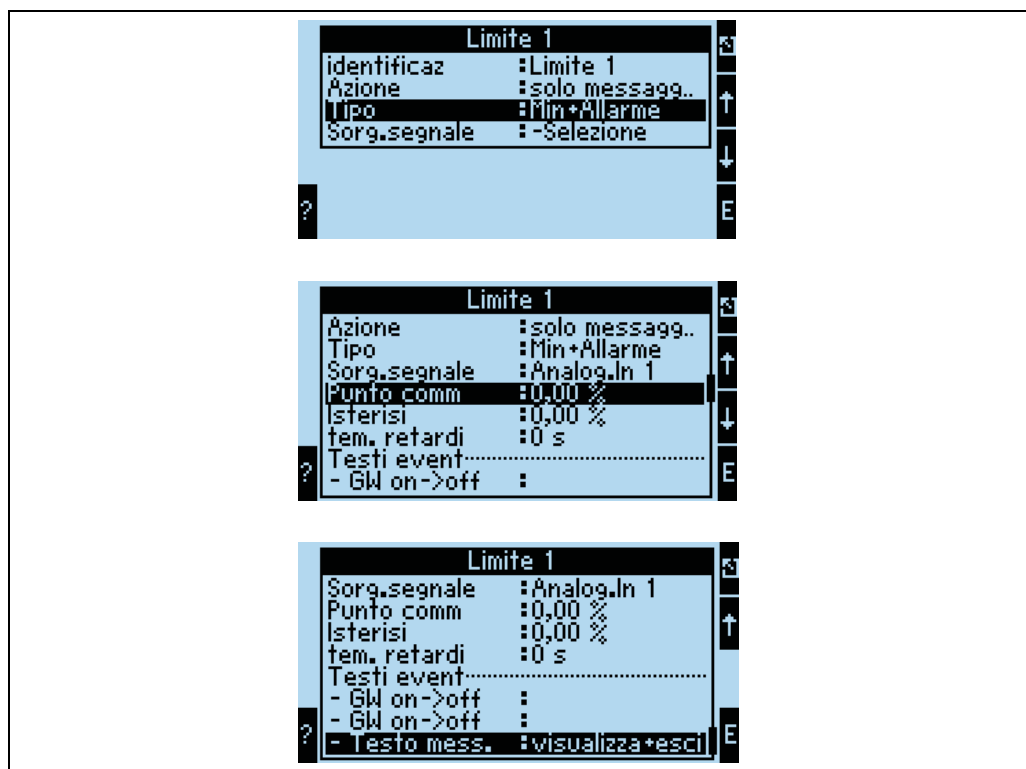 Limite 1
identificaz :Limite 1
Azione :solo messagg..
Tipo :Min+Allarme
Sorg.segnale :-Selezione
?
E
Limite 1
Azione :solo messagg..
Tipo :Min+Allarme
Sorg.segnale :Analog.In 1
Punto comm :0,00 %
Isterisi :0,00 %
tem. retardi :0 s
Testi event
- GW on->off :
?
E
Limite 1
Sorg.segnale :Analog.In 1
Punto comm :0,00 %
Isterisi :0,00 %
tem. retardi :0 s
Testi event
- GW on->off :
- GW on->off :
- Testo mess. :visualizza+esci
?
E